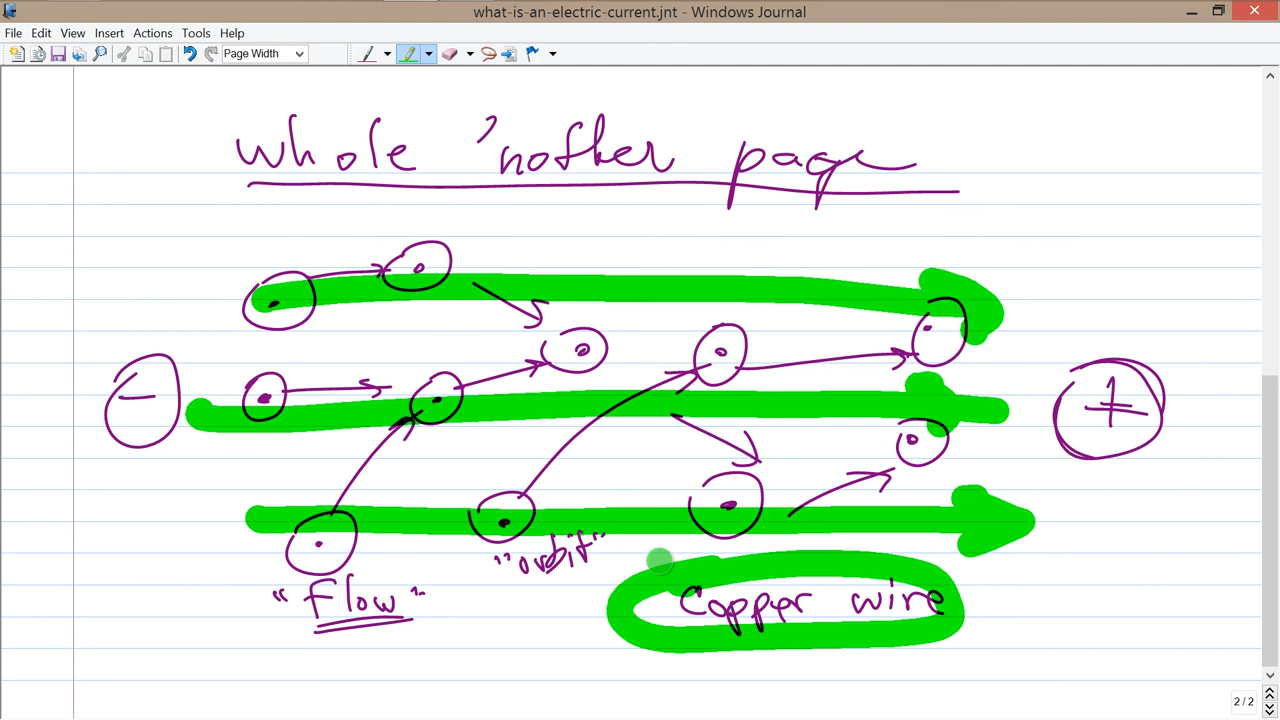 what-is-an-electric-current.jnt - Windows Journal
File Edit View Insert Actions Tools Help
Page Width
Whole 'nother page
-
+
"orbit"
"Flow"
Copper wire
2 / 2